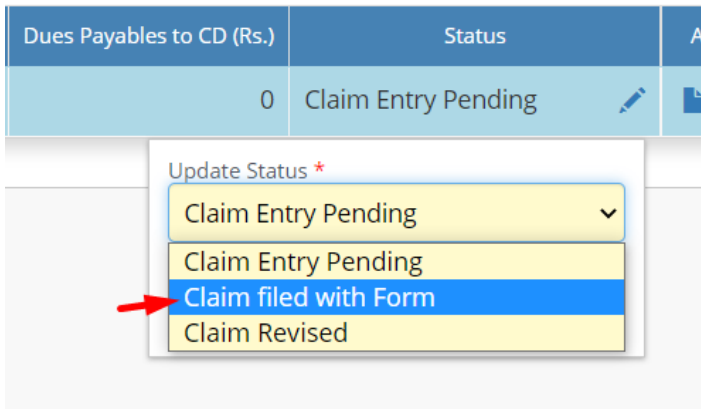 Dues Payables to CD (Rs.) Status A
0 Claim Entry Pending
Update Status *
Claim Entry Pending
Claim Entry Pending
Claim filed with Form
Claim Revised